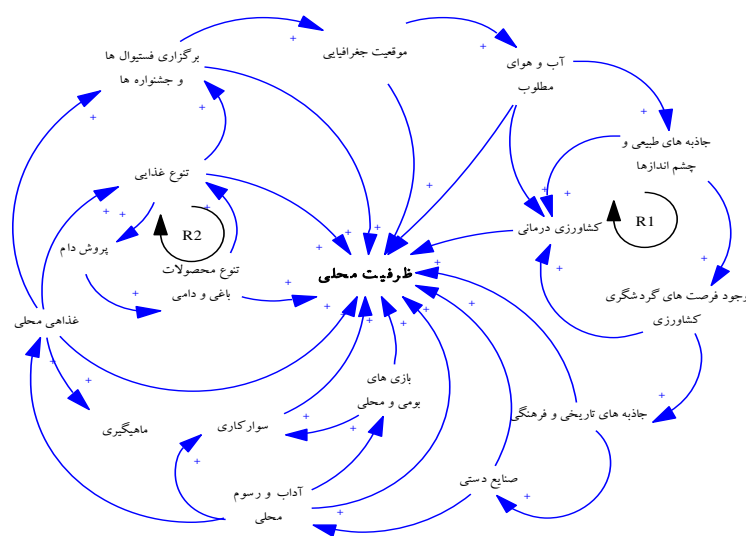 برگزاری فستیوال ها
و جشنواره ها
موقعیت جغرافیایی
آب و هوای
مطلوب
جاذبه های طبیعی و
چشم اندازها
تنوع غذایی
R2
R1
کشاورزی درمانی
پروش دام
تنوع محصولات
باغی و دامی
ظرفیت محلی
وجود فرصت های گردشگری
کشاورزی
غذاهی محلی
بازی های
بومی و محلی
جاذبه های تاریخی و فرهنگی
سوارکاری
ماهیگیری
صنایع دستی
آداب و رسوم
محلی